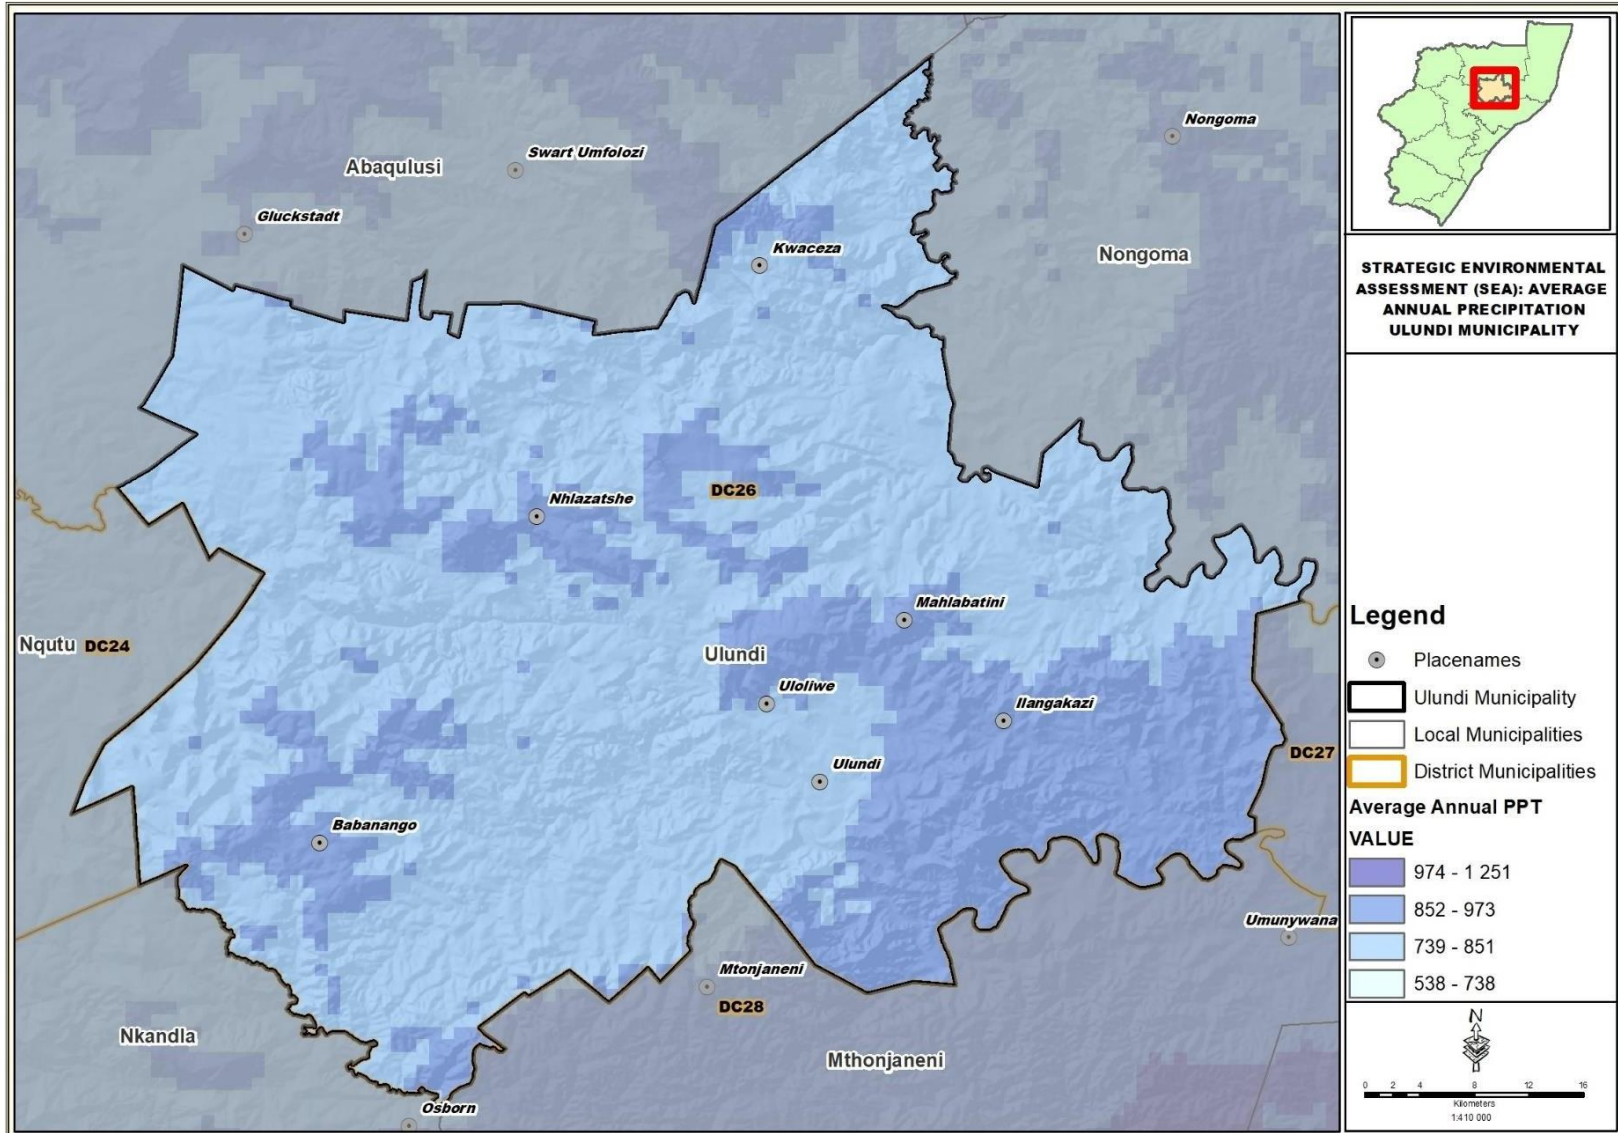 Nongoma
Swart Umfolozi
Abaqulusi
Gluckstadt
Nongoma
Kwaceza
DC26
Nhlazatshe
Mahlabatini
Nqutu DC24
Ulundi
Uloliwe
Ilangakazi
DC27
Ulundi
Babanango
Umunywana
Mtonjaneni
DC28
Nkandla
Mthonjaneni
Osborn
STRATEGIC ENVIRONMENTAL
ASSESSMENT (SEA): AVERAGE
ANNUAL PRECIPITATION
ULUNDI MUNICIPALITY
Legend
Placenames
Ulundi Municipality
Local Municipalities
District Municipalities
Average Annual PPT
VALUE
974 - 1 251
852 - 973
739 - 851
538 - 738
N
0 2 4 8 12 16
Kilometers
1:410 000